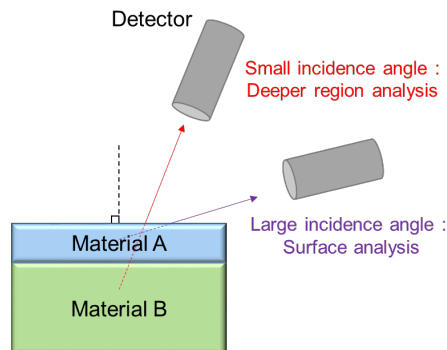 Detector
Small incidence angle :
Deeper region analysis
Large incidence angle :
Surface analysis
Material A
Material B